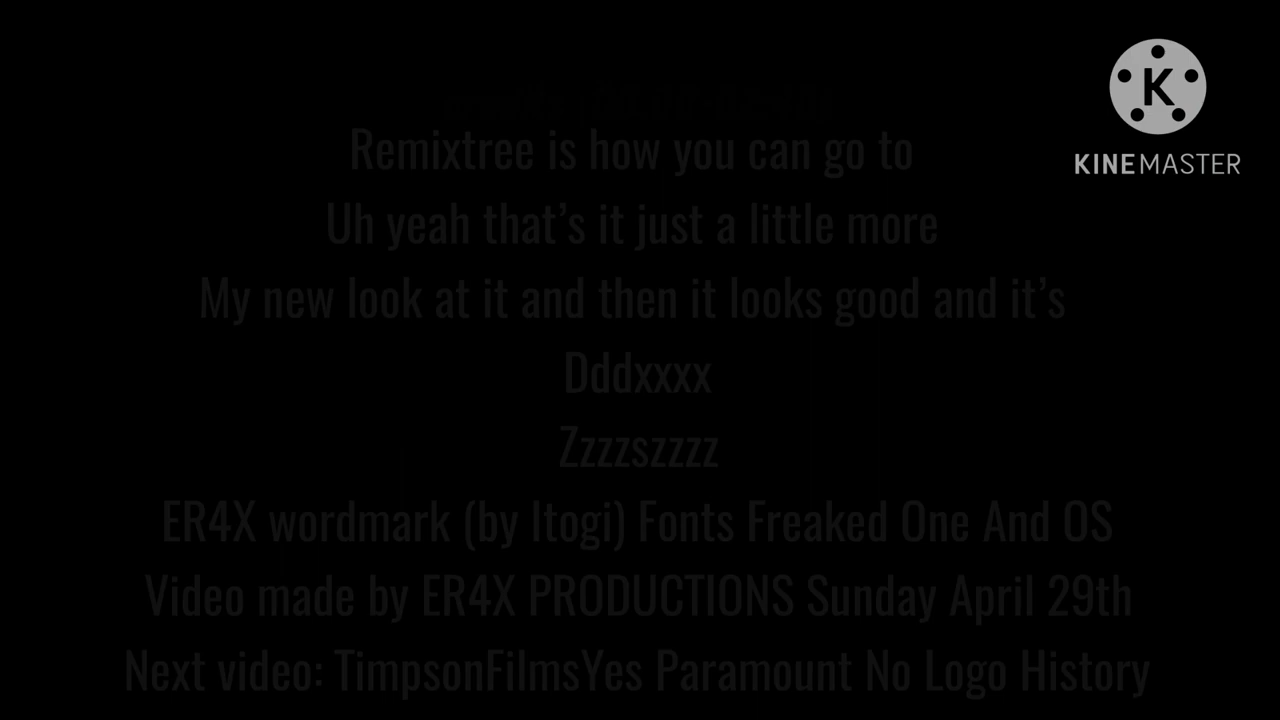 K
KINEMASTER
Remixtree is how you can go to
Uh yeah that’s it just a little more
My new look at it and then it looks good and it’s
Dddxxxx
Zzzzszzzz
ER4X wordmark (by Itogi) Fonts Freaked One And OS
Video made by ER4X PRODUCTIONS Sunday April 29th
Next video: TimpsonFilmsYes Paramount No Logo History